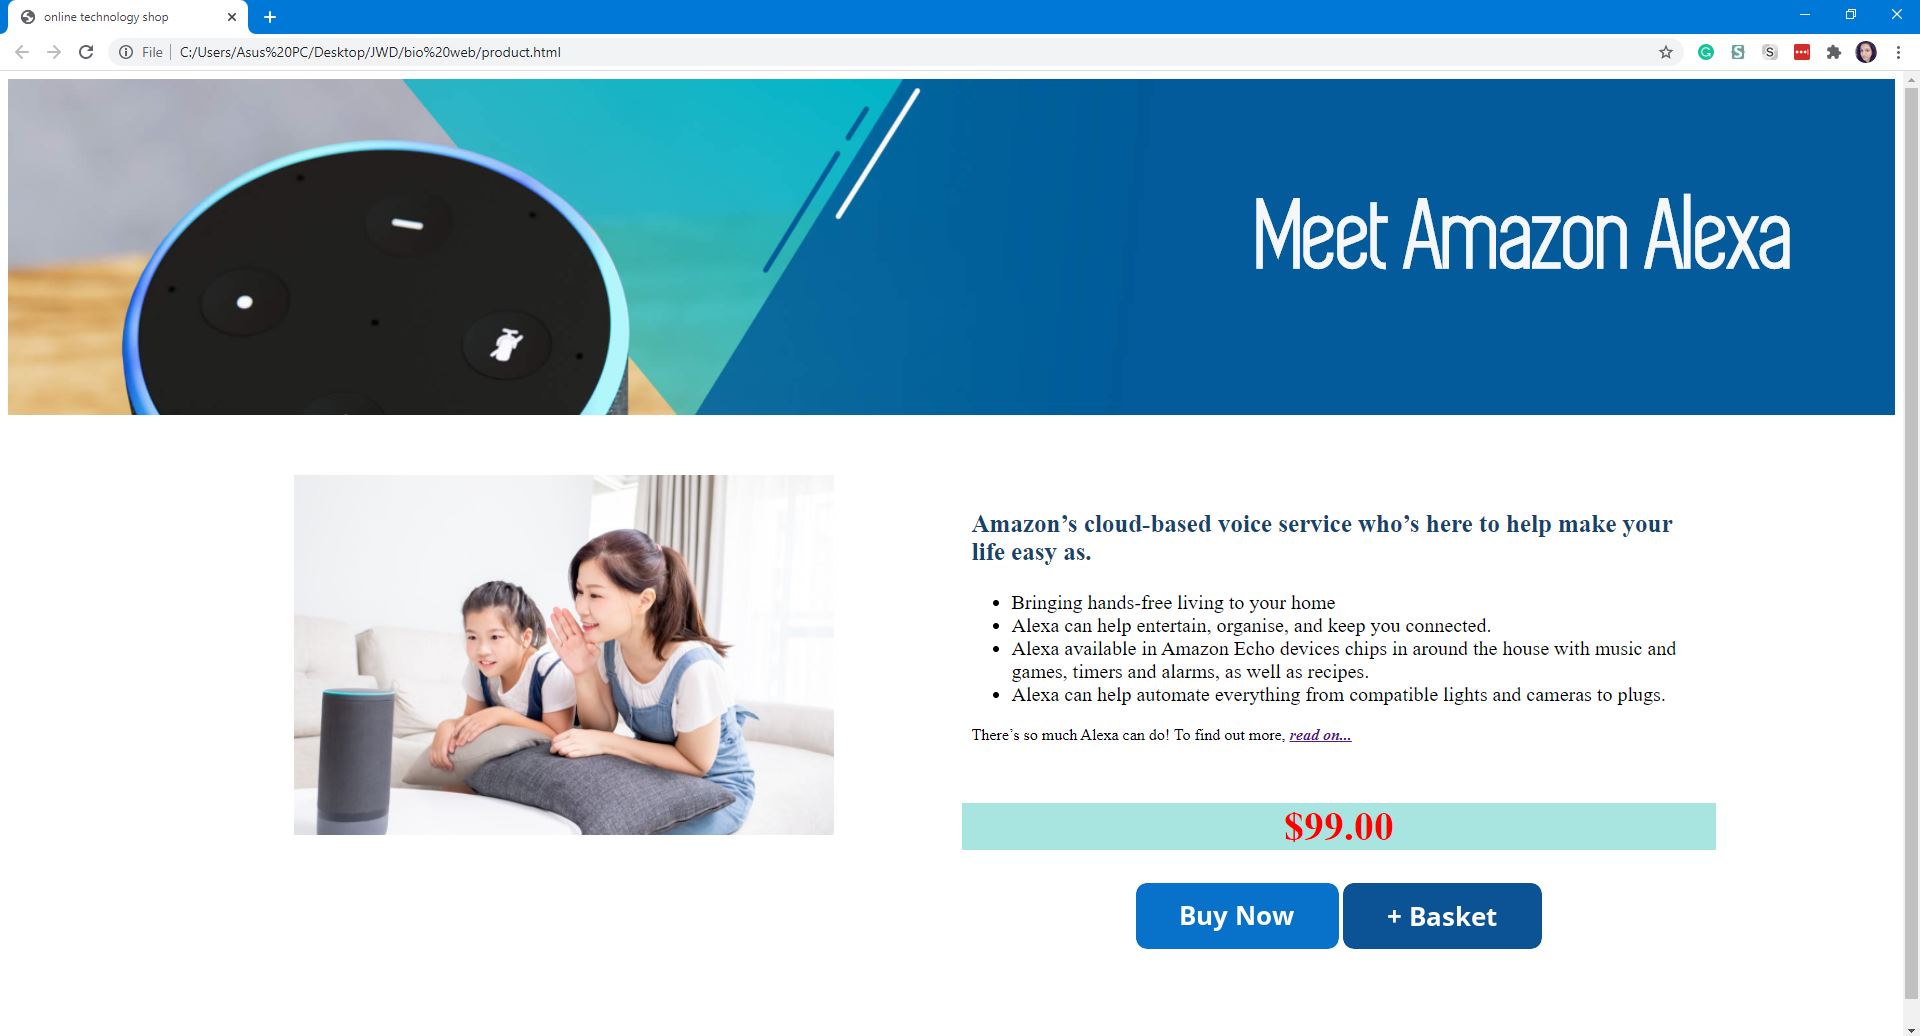 online technology shop
File
C:/Users/Asus%20PC/Desktop/JWD/bio%20web/product.html
Meet Amazon Alexa
Amazon’s cloud-based voice service who’s here to help make your
life easy as.
• Bringing hands-free living to your home
• Alexa can help entertain, organise, and keep you connected.
• Alexa available in Amazon Echo devices chips in around the house with music and
games, timers and alarms, as well as recipes.
• Alexa can help automate everything from compatible lights and cameras to plugs.
There’s so much Alexa can do! To find out more, read on...
$99.00
Buy Now
+ Basket